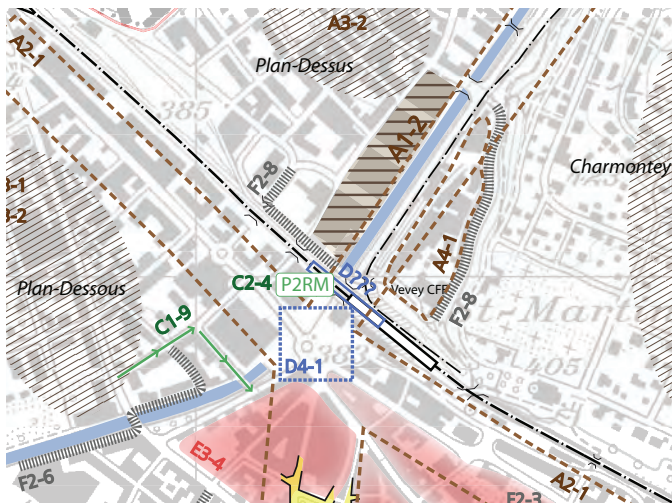 A3-2
A2-1
Plan-Dessus
385
A1-2
Charmontey
F2-8
3-1
3-2
A4-1
C2-4 P2RM
D2?2
Vevey CFF
Plan-Dessous
C1-9
F2-8
D4-1
E3-4
F2-6
F2-3
A2-1